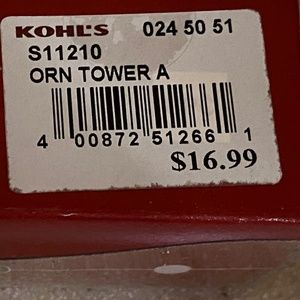 KOHL'S 024 50 51
S11210
ORN TOWER A
4 00872 51266 1
$16.99